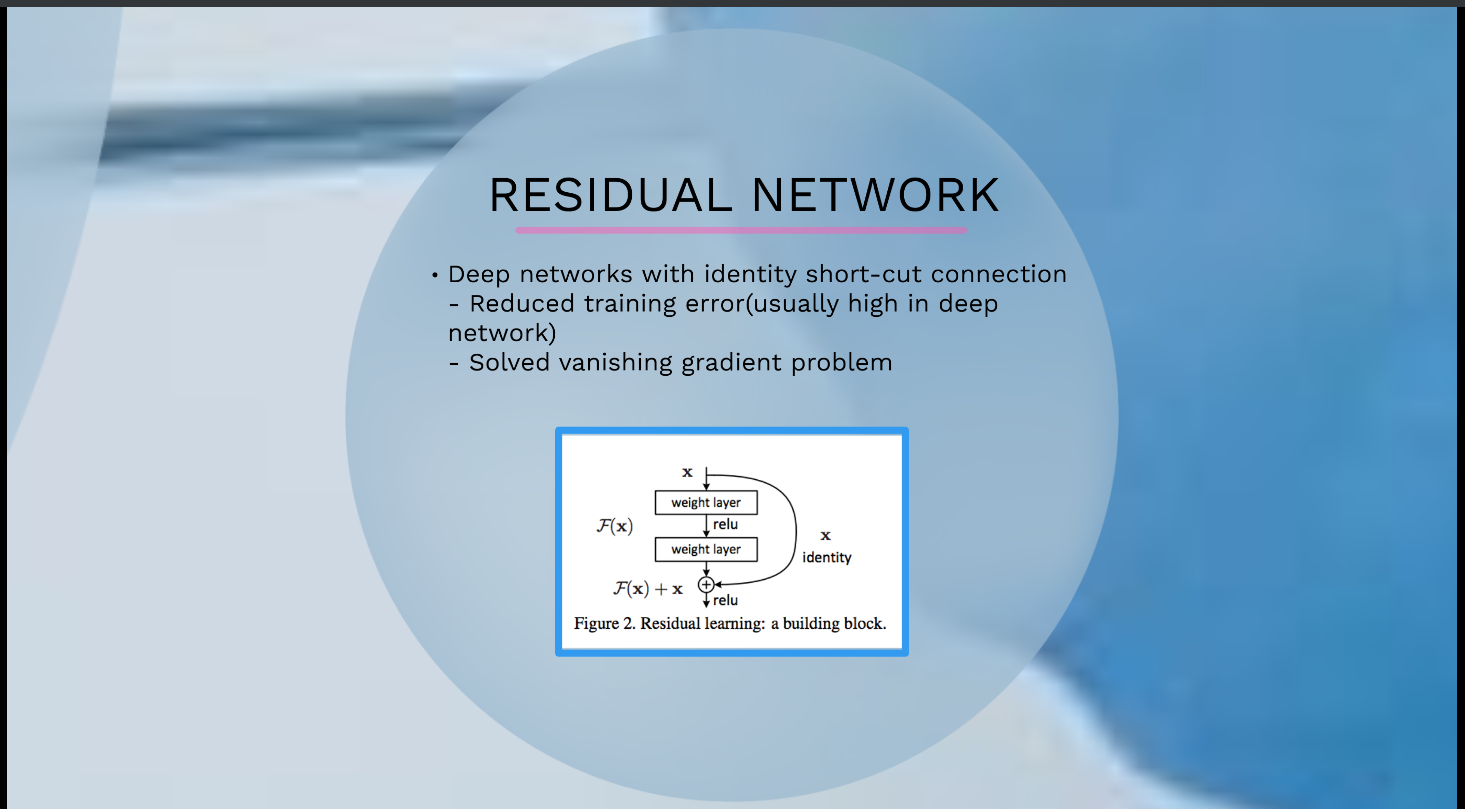 RESIDUAL NETWORK
• Deep networks with identity short-cut connection
- Reduced training error(usually high in deep
network)
- Solved vanishing gradient problem
x
weight layer
F(x)
relu
x
weight layer
identity
F(x) + x
+
relu
Figure 2. Residual learning: a building block.